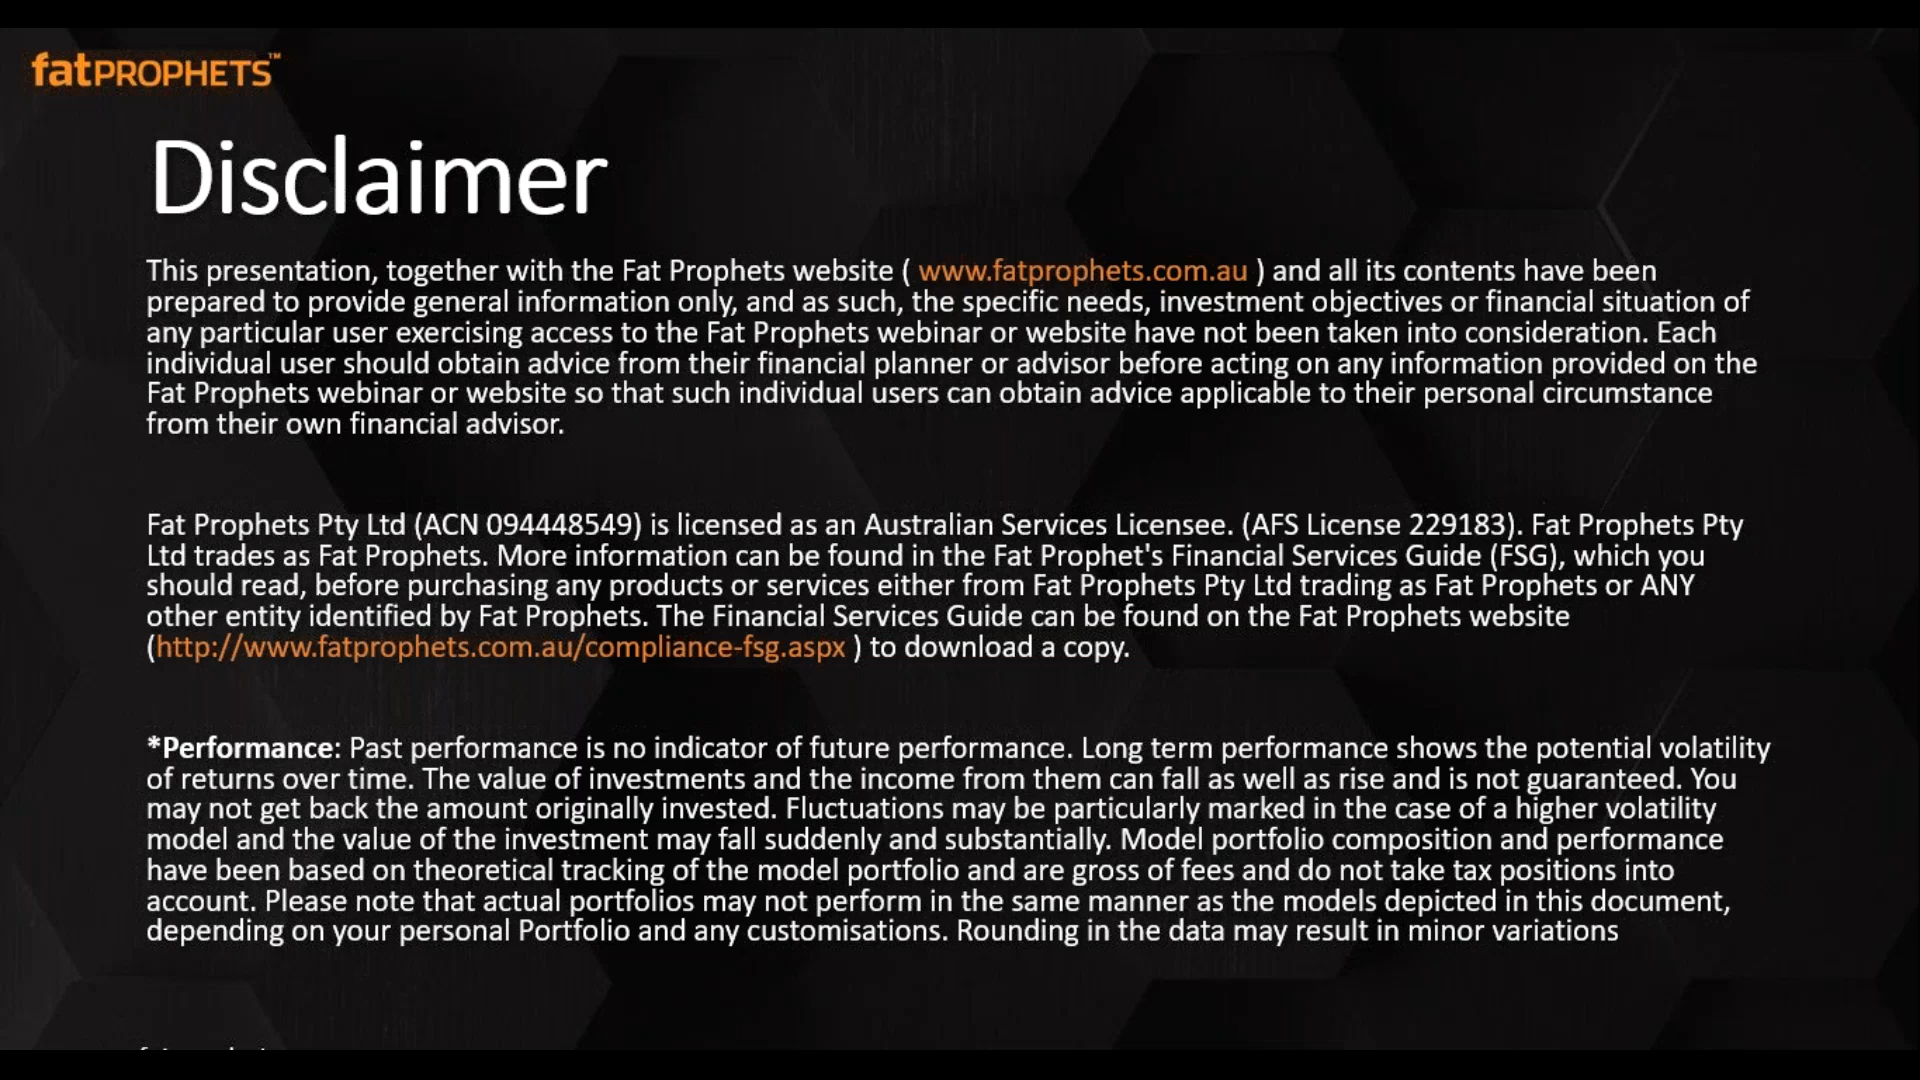 fatPROPHETS™
Disclaimer
This presentation, together with the Fat Prophets website ( www.fatprophets.com.au ) and all its contents have been
prepared to provide general information only, and as such, the specific needs, investment objectives or financial situation of
any particular user exercising access to the Fat Prophets webinar or website have not been taken into consideration. Each
individual user should obtain advice from their financial planner or advisor before acting on any information provided on the
Fat Prophets webinar or website so that such individual users can obtain advice applicable to their personal circumstance
from their own financial advisor.
Fat Prophets Pty Ltd (ACN 094448549) is licensed as an Australian Services Licensee. (AFS License 229183). Fat Prophets Pty
Ltd trades as Fat Prophets. More information can be found in the Fat Prophet's Financial Services Guide (FSG), which you
should read, before purchasing any products or services either from Fat Prophets Pty Ltd trading as Fat Prophets or ANY
other entity identified by Fat Prophets. The Financial Services Guide can be found on the Fat Prophets website
(http://www.fatprophets.com.au/compliance-fsg.aspx ) to download a copy.
*Performance: Past performance is no indicator of future performance. Long term performance shows the potential volatility
of returns over time. The value of investments and the income from them can fall as well as rise and is not guaranteed. You
may not get back the amount originally invested. Fluctuations may be particularly marked in the case of a higher volatility
model and the value of the investment may fall suddenly and substantially. Model portfolio composition and performance
have been based on theoretical tracking of the model portfolio and are gross of fees and do not take tax positions into
account. Please note that actual portfolios may not perform in the same manner as the models depicted in this document,
depending on your personal Portfolio and any customisations. Rounding in the data may result in minor variations